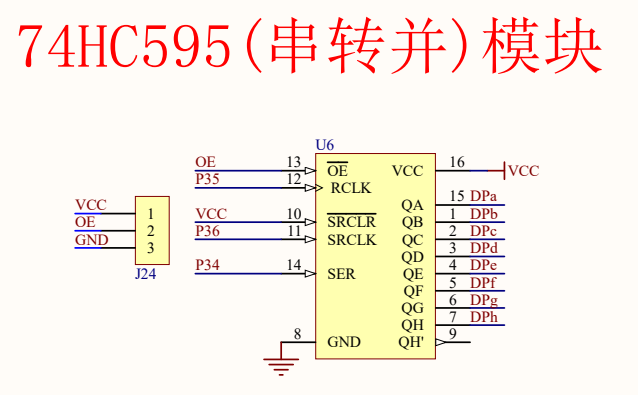 74HC595(串转并)模块
U6
OE 13 OE VCC 16 VCC
P35 12 RCLK
QA 15 DPa
VCC 10 SRCLR QB 1 DPb
P36 11 SRCLK QC 2 DPc
QD 3 DPd
P34 14 SER QE 4 DPe
QF 5 DPf
QG 6 DPg
QH 7 DPh
8 GND QH' 9
VCC 1
OE 2
GND 3
J24